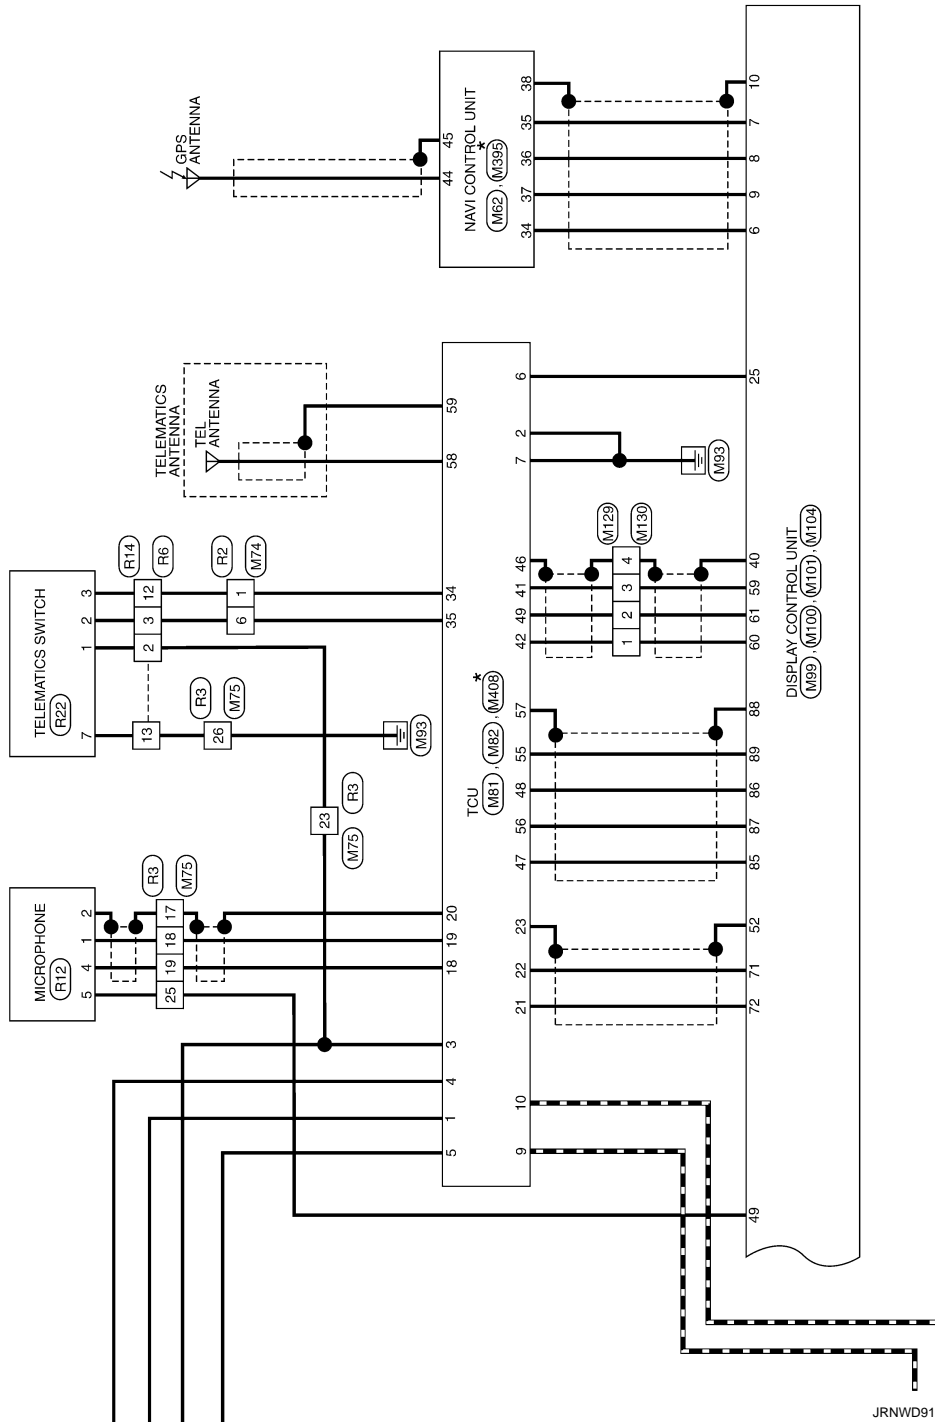 GPS
ANTENNA
45
44
NAVI CONTROL UNIT
M62 , M395 *
38
35
36
37
34
10
7
8
9
6
TELEMATICS
ANTENNA
TEL
ANTENNA
59
58
6
2
7
25
M93
TELEMATICS SWITCH
R22
3
2
1
7
R14
R6
12
3
2
13
R2
M74
1
6
34
35
R3
M75
26
M93
23
R3
M75
TCU
M81 , M82 , M408 *
46
41
49
42
M129
M130
4
3
2
1
40
59
61
60
DISPLAY CONTROL UNIT
M99 , M100 , M101 , M104
57
55
48
56
47
88
89
86
87
85
MICROPHONE
R12
2
1
4
5
R3
M75
17
18
19
25
20
19
18
23
22
21
52
71
72
3
4
1
5
10
9
49
JRNWD91